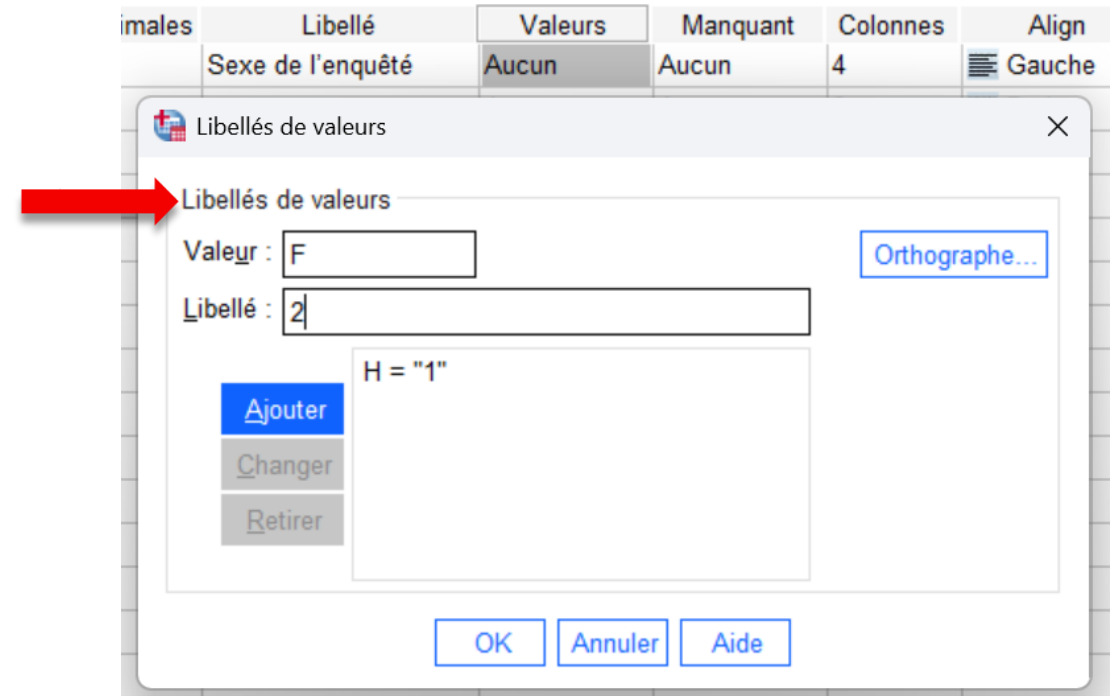 imales Libellé Valeurs Manquant Colonnes Align
Sexe de l'enquêté Aucun Aucun 4 Gauche
Libellés de valeurs
Libellés de valeurs
Valeur : F Orthographe...
Libellé : 2
H = "1"
Ajouter
Changer
Retirer
OK Annuler Aide